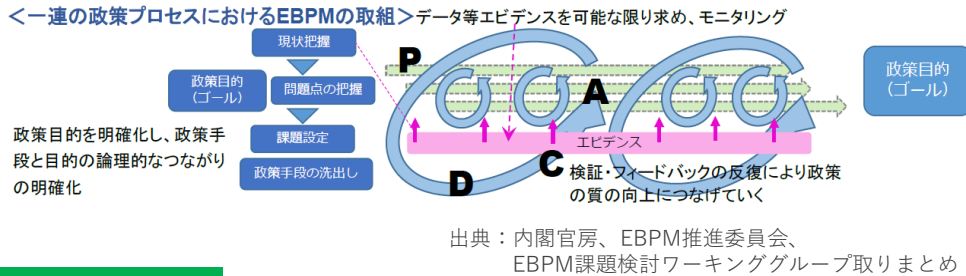 ＜一連の政策プロセスにおけるEBPMの取組＞
データ等エビデンスを可能な限り求め、モニタリング
現状把握
政策目的
（ゴール）
問題点の把握
課題設定
政策手段の洗出し
政策目的を明確化し、政策手
段と目的の論理的なつながり
の明確化
P
A
D
C
エビデンス
検証・フィードバックの反復により政策
の質の向上につなげていく
政策目的
（ゴール）
出典：内閣官房、EBPM推進委員会、
EBPM課題検討ワーキンググループ取りまとめ